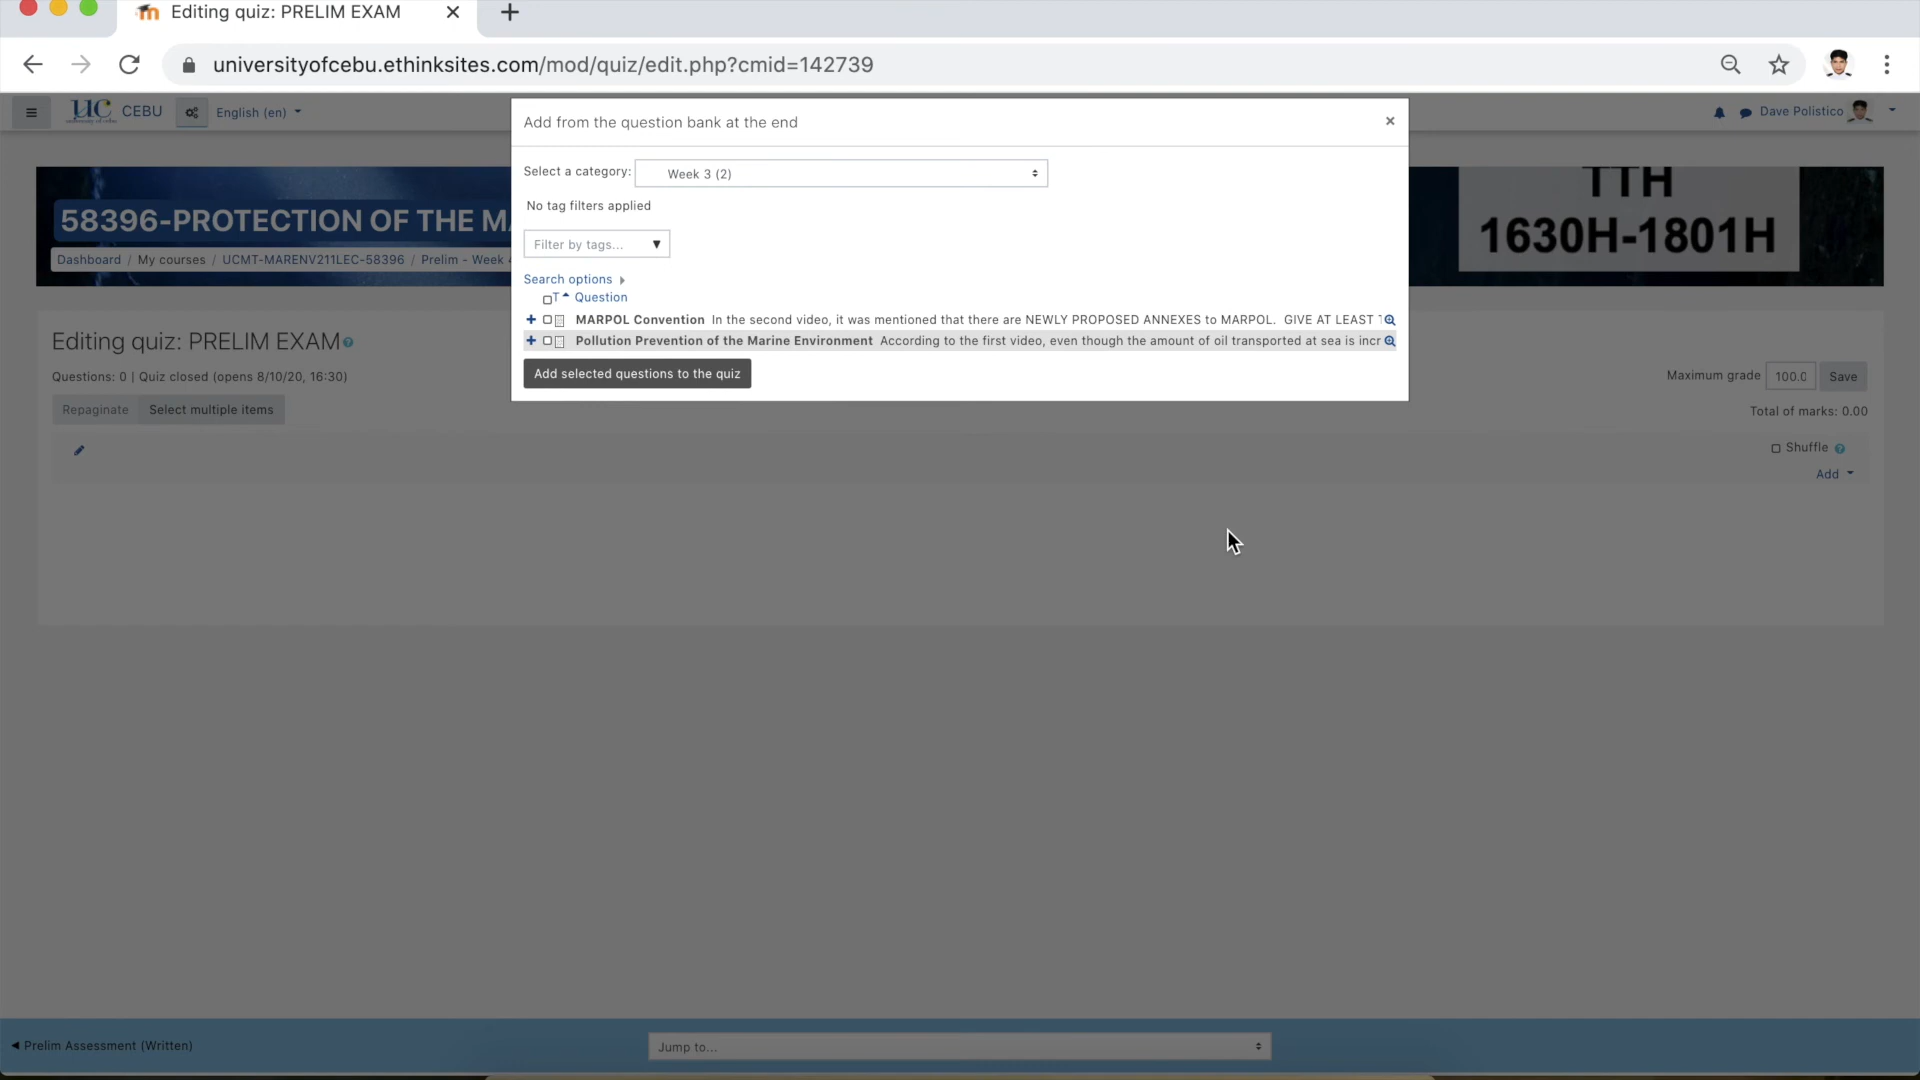 Editing quiz: PRELIM EXAM
universityofcebu.ethinksites.com/mod/quiz/edit.php?cmid=142739
UC CEBU
English (en)
Dave Polistico
Add from the question bank at the end
Select a category: Week 3 (2)
No tag filters applied
Filter by tags...
Search options
T Question
MARPOL Convention In the second video, it was mentioned that there are NEWLY PROPOSED ANNEXES to MARPOL. GIVE AT LEAST
Pollution Prevention of the Marine Environment According to the first video, even though the amount of oil transported at sea is incr
Add selected questions to the quiz
58396-PROTECTION OF THE MA
TTH
1630H-1801H
Dashboard / My courses / UCMT-MARENV211LEC-58396 / Prelim - Week
Editing quiz: PRELIM EXAM
Questions: 0 | Quiz closed (opens 8/10/20, 16:30)
Maximum grade 100.0 Save
Repaginate Select multiple items
Total of marks: 0.00
Shuffle
Add
Prelim Assessment (Written)
Jump to...